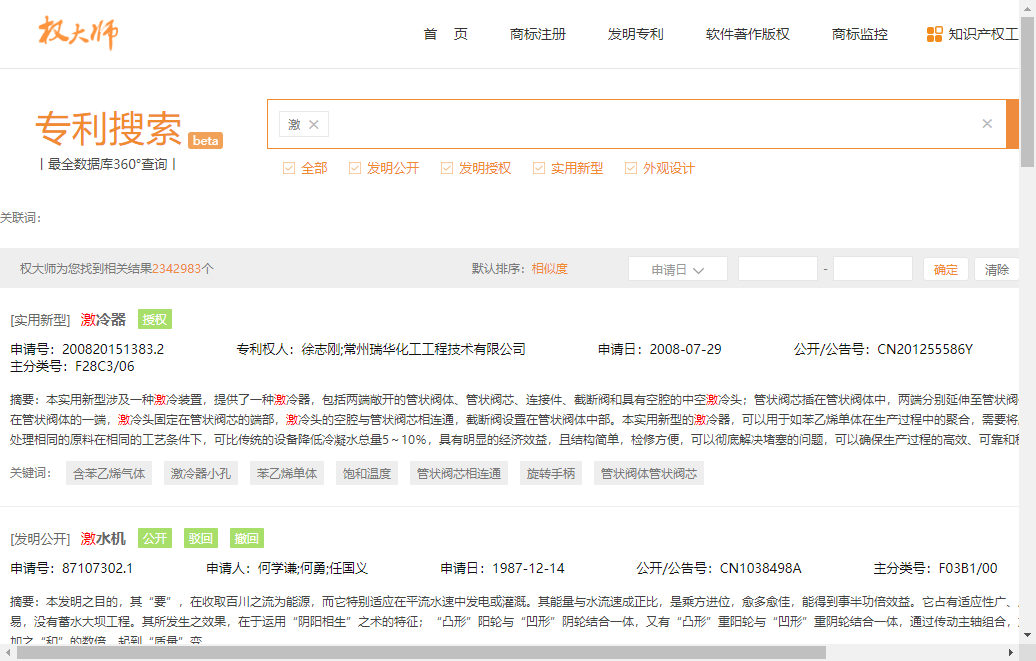 权大师
首 页 商标注册 发明专利 软件著作版权 商标监控 知识产权工
专利搜索 beta
最全数据库360°查询
激
全部 发明公开 发明授权 实用新型 外观设计
关联词：
权大师为您找到相关结果2342983个 默认排序：相似度 申请日 - 确定 清除
[实用新型] 激冷器 授权
申请号：200820151383.2 专利权人：徐志刚;常州瑞华化工工程技术有限公司 申请日：2008-07-29 公开/公告号：CN201255586Y
主分类号：F28C3/06
摘要：本实用新型涉及一种激冷装置，提供了一种激冷器，包括两端敞开的管状阀体、管状阀芯、连接件、截断阀和具有空腔的中空激冷头；管状阀芯插在管状阀体中，两端分别延伸至管状阀
在管状阀体的一端，激冷头固定在管状阀芯的端部，激冷头的空腔与管状阀芯相连通，截断阀设置在管状阀体中部。本实用新型的激冷器，可以用于如苯乙烯单体在生产过程中的聚合，需要将
处理相同的原料在相同的工艺条件下，可比传统的设备降低冷凝水总量5～10%，具有明显的经济效益，且结构简单，检修方便，可以彻底解决堵塞的问题，可以确保生产过程的高效、可靠和
关键词： 含苯乙烯气体 激冷器小孔 苯乙烯单体 饱和温度 管状阀芯相连通 旋转手柄 管状阀体管状阀芯
[发明公开] 激水机 公开 驳回 撤回
申请号：87107302.1 申请人：何学谦;何勇;任国义 申请日：1987-12-14 公开/公告号：CN1038498A 主分类号：F03B1/00
摘要：本发明之目的，其“要”，在收取百川之流为能源，而它特别适应在平流水速中发电或灌溉。其能量与水流速成正比，是乘方进位，愈多愈佳，能得到事半功倍效益。它占有适应性广、
易，没有蓄水大坝工程。其所发生之效果，在于运用“阴阳相生”之术的特征；“凸形”阳轮与“凹形”阴轮结合一体，又有“凸形”重阳轮与“凹形”重阴轮结合一体，通过传动主轴组合，
加之“和”的数倍，起到“质量”变